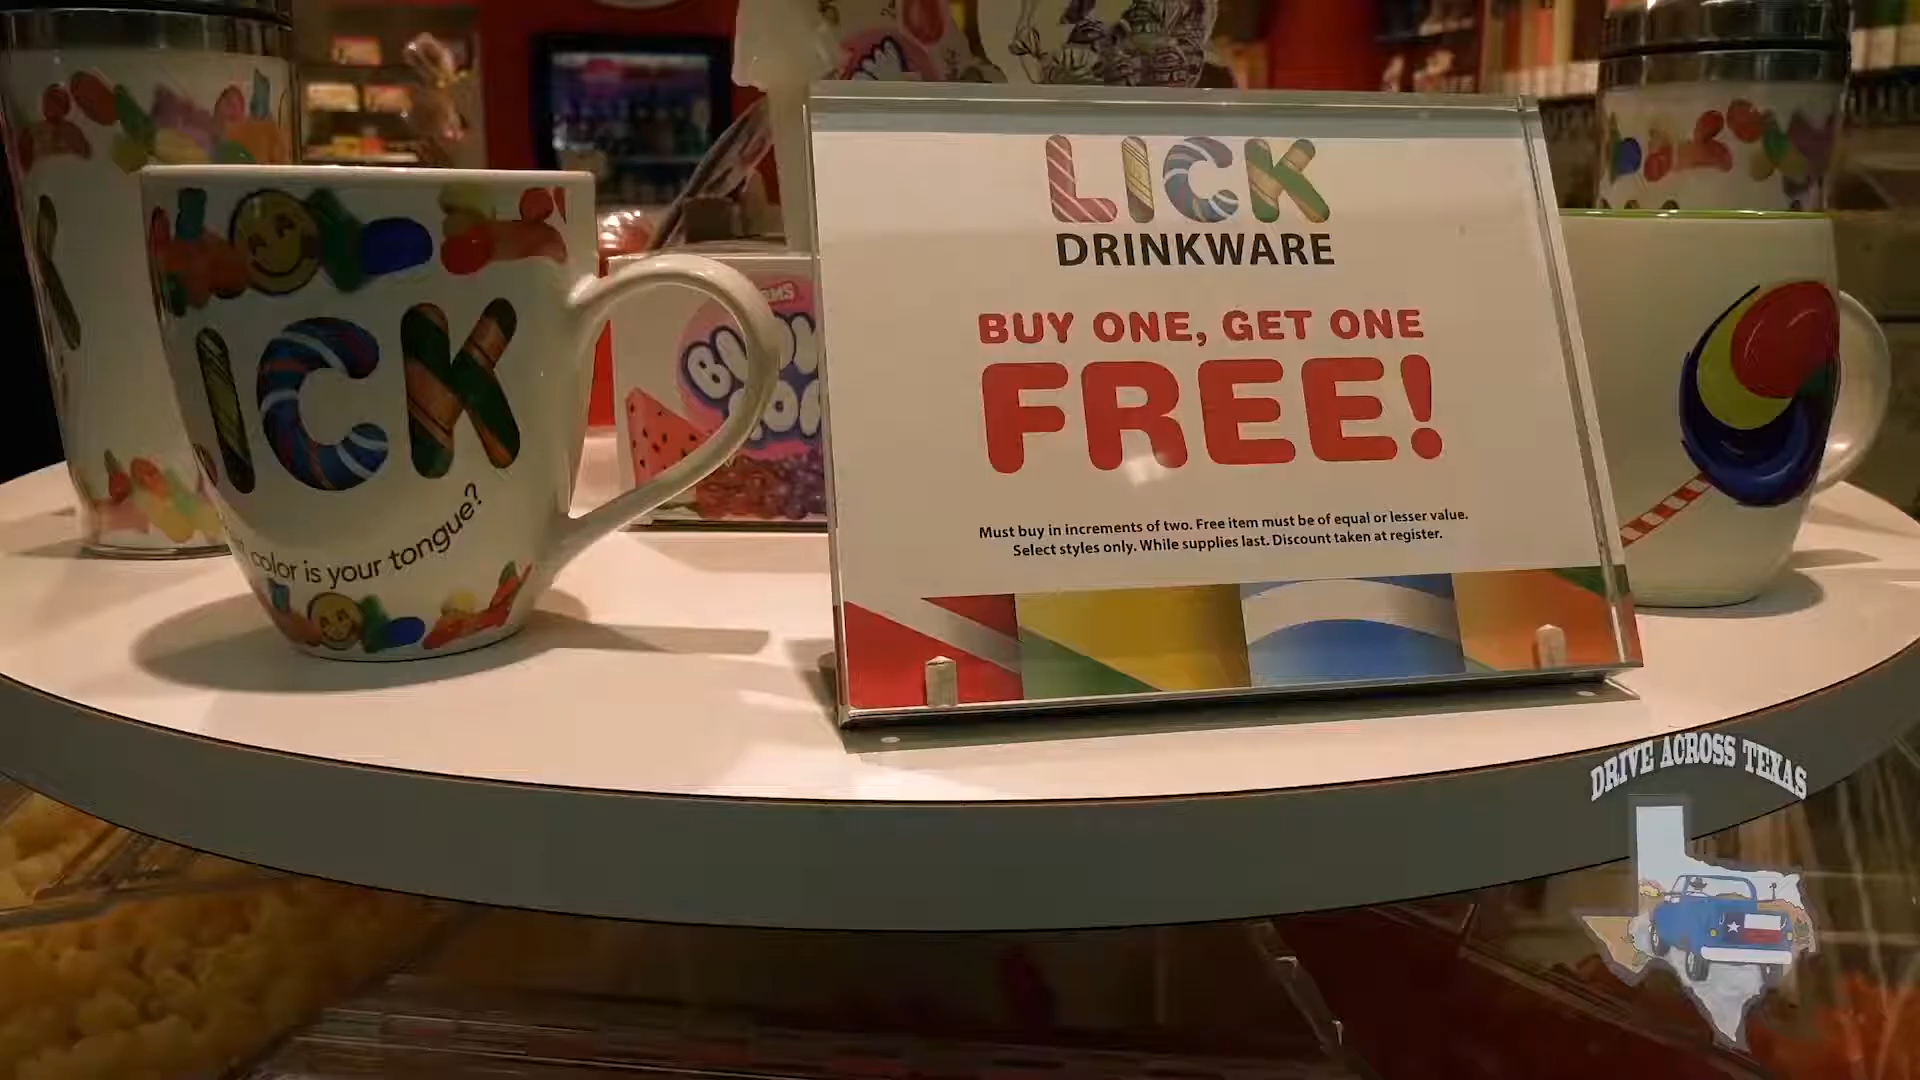 LICK
DRINKWARE
BUY ONE, GET ONE
FREE!
Must buy in increments of two. Free item must be of equal or lesser value.
Select styles only. While supplies last. Discount taken at register.
ICK
color is your tongue?
DRIVE ACROSS TEXAS